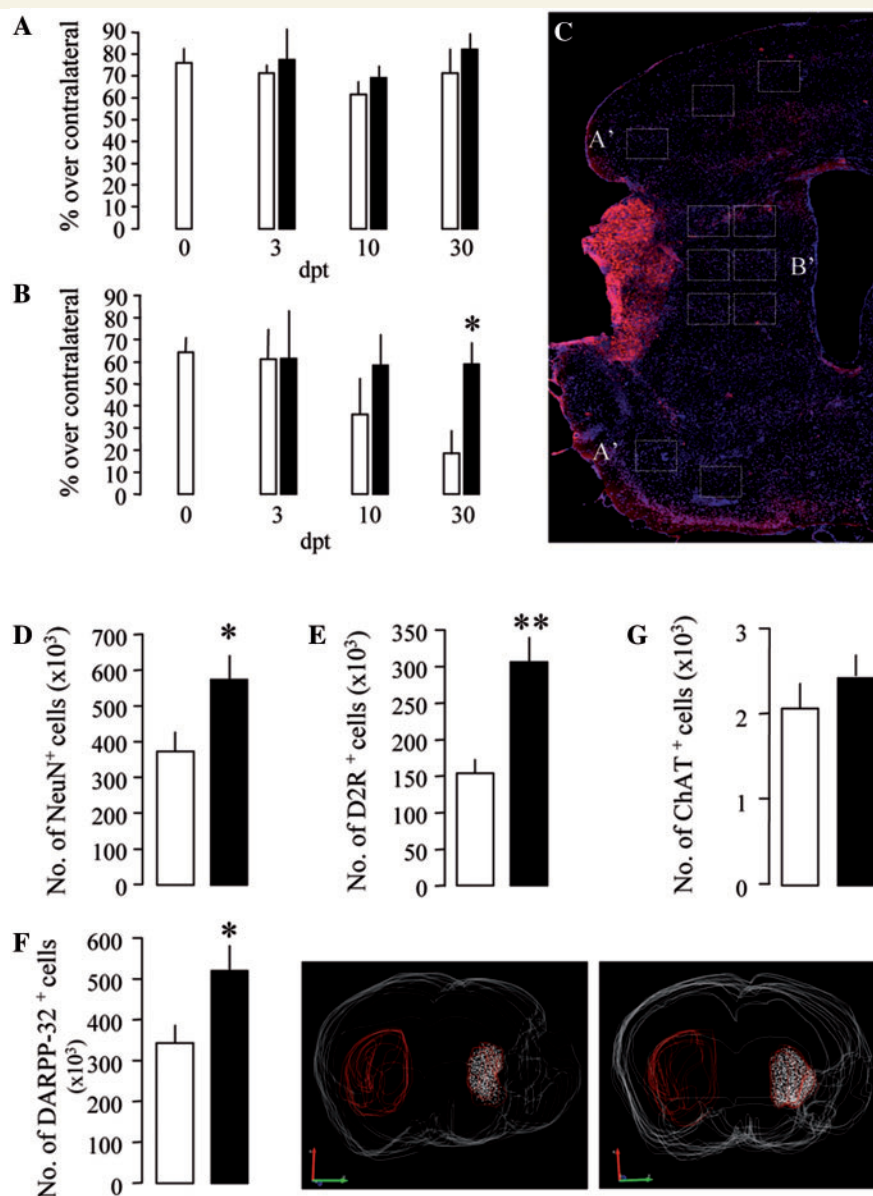 A
% over contralateral
90
80
70
60
50
40
30
20
10
0
0 3 10 30
dpt
B
% over contralateral
*
90
80
70
60
50
40
30
20
10
0
0 3 10 30
dpt
C
A'
B'
A'
D
No. of NeuN+ cells (x10³)
*
700
600
500
400
300
200
100
0
E
No. of D2R + cells (x10³)
**
350
300
250
200
150
100
50
0
G
No. of ChAT + cells (x10³)
3
2
1
0
F
No. of DARPP-32 + cells
(x10³)
*
600
500
400
300
200
100
0